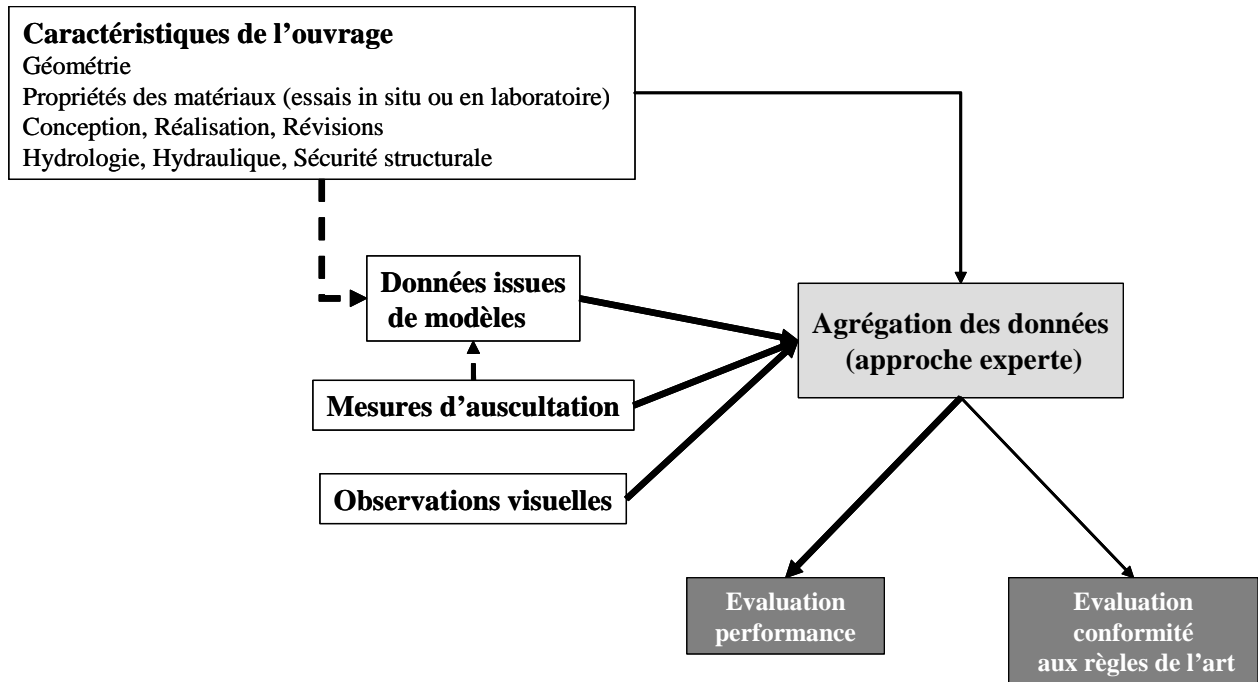 Caractéristiques de l’ouvrage
Géométrie
Propriétés des matériaux (essais in situ ou en laboratoire)
Conception, Réalisation, Révisions
Hydrologie, Hydraulique, Sécurité structurale
Données issues
de modèles
Mesures d’auscultation
Observations visuelles
Agrégation des données
(approche experte)
Evaluation
performance
Evaluation
conformité
aux règles de l’art